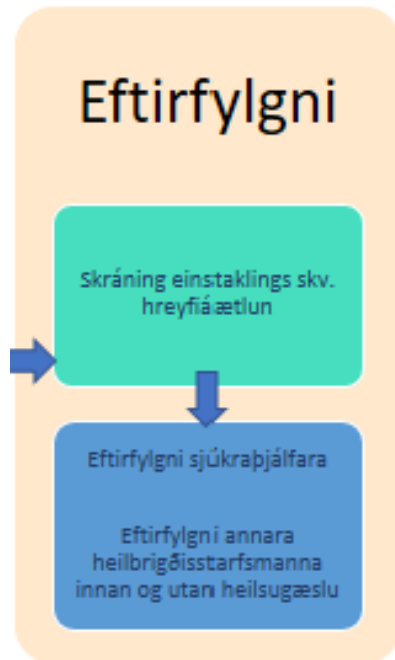 Eftirfylgni
Skráning einstaklings skv.
hreyfiáætlun
Eftirfylgni sjúkraþjálfara
Eftirfylgni annara
heilbrigðisstarfsmanna
innan og utan heilsugæslu